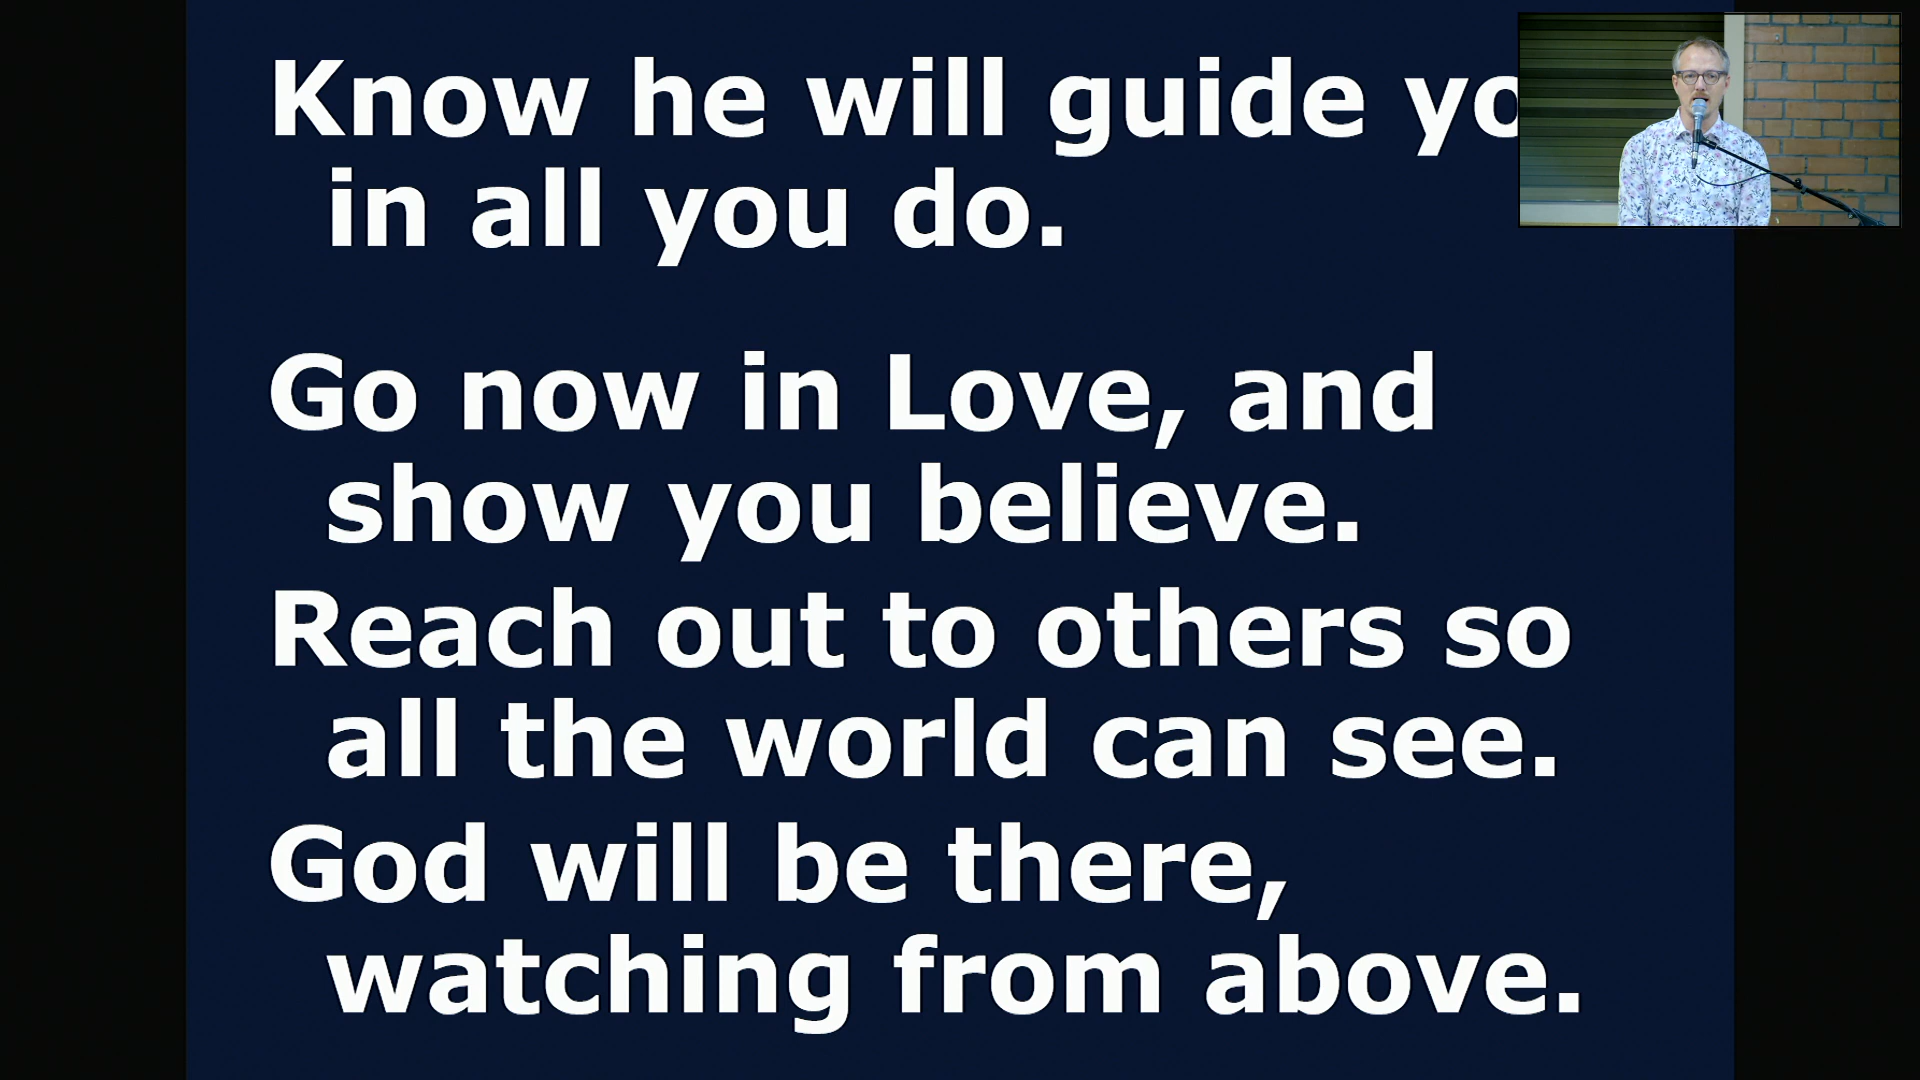 Know he will guide yo
in all you do.
Go now in Love, and
show you believe.
Reach out to others so
all the world can see.
God will be there,
watching from above.